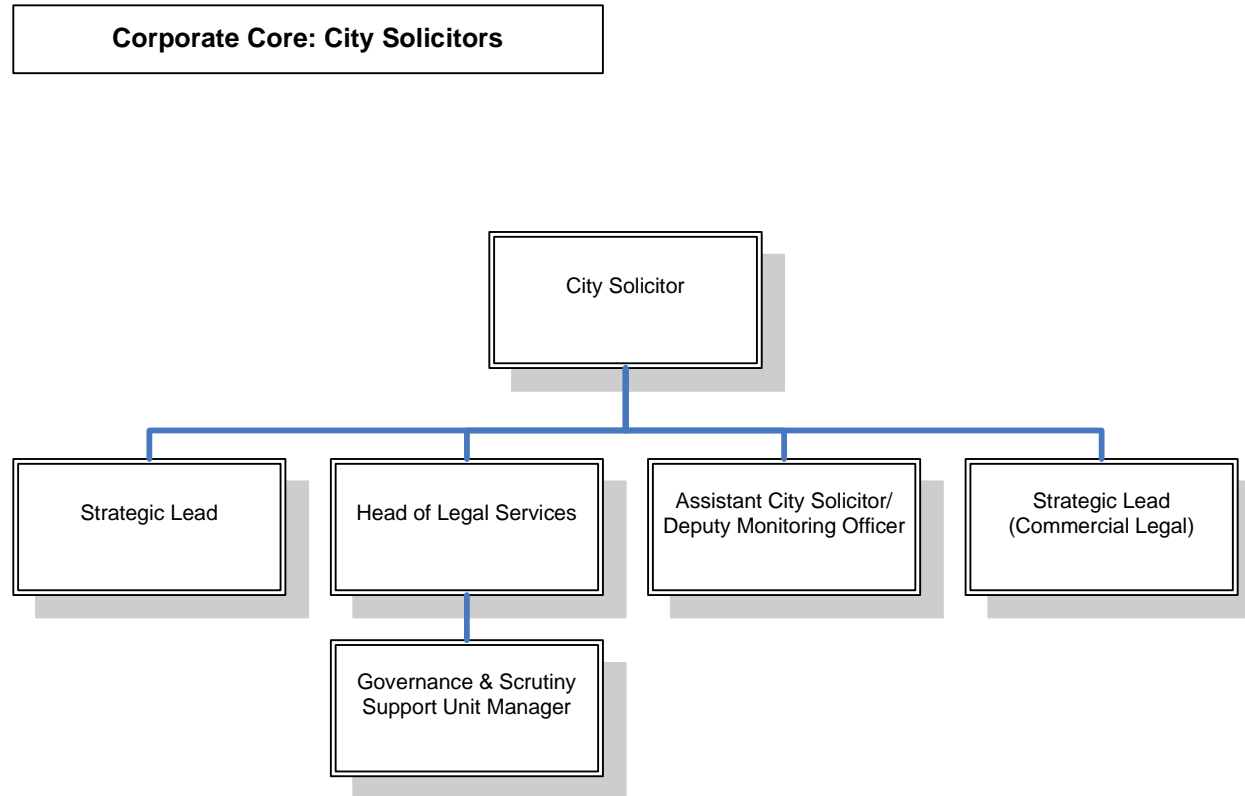 Corporate Core: City Solicitors
City Solicitor
Strategic Lead
Head of Legal Services
Assistant City Solicitor/
Deputy Monitoring Officer
Strategic Lead
(Commercial Legal)
Governance & Scrutiny
Support Unit Manager